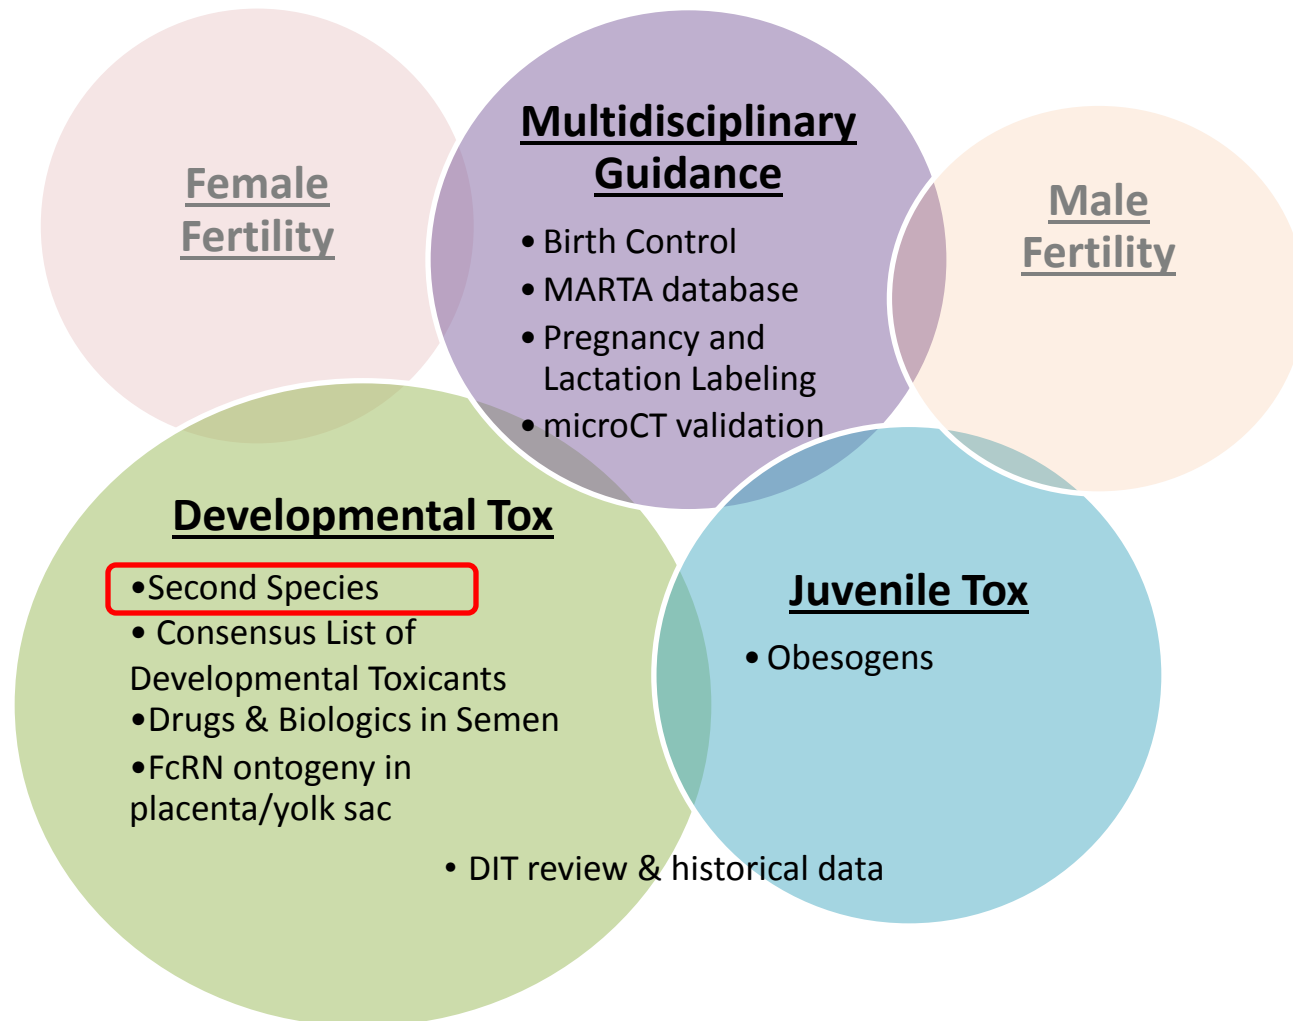 Female
Fertility
Multidisciplinary
Guidance
• Birth Control
• MARTA database
• Pregnancy and
Lactation Labeling
• microCT validation
Male
Fertility
Developmental Tox
•Second Species
• Consensus List of
Developmental Toxicants
•Drugs & Biologics in Semen
•FcRN ontogeny in
placenta/yolk sac
Juvenile Tox
• Obesogens
• DIT review & historical data